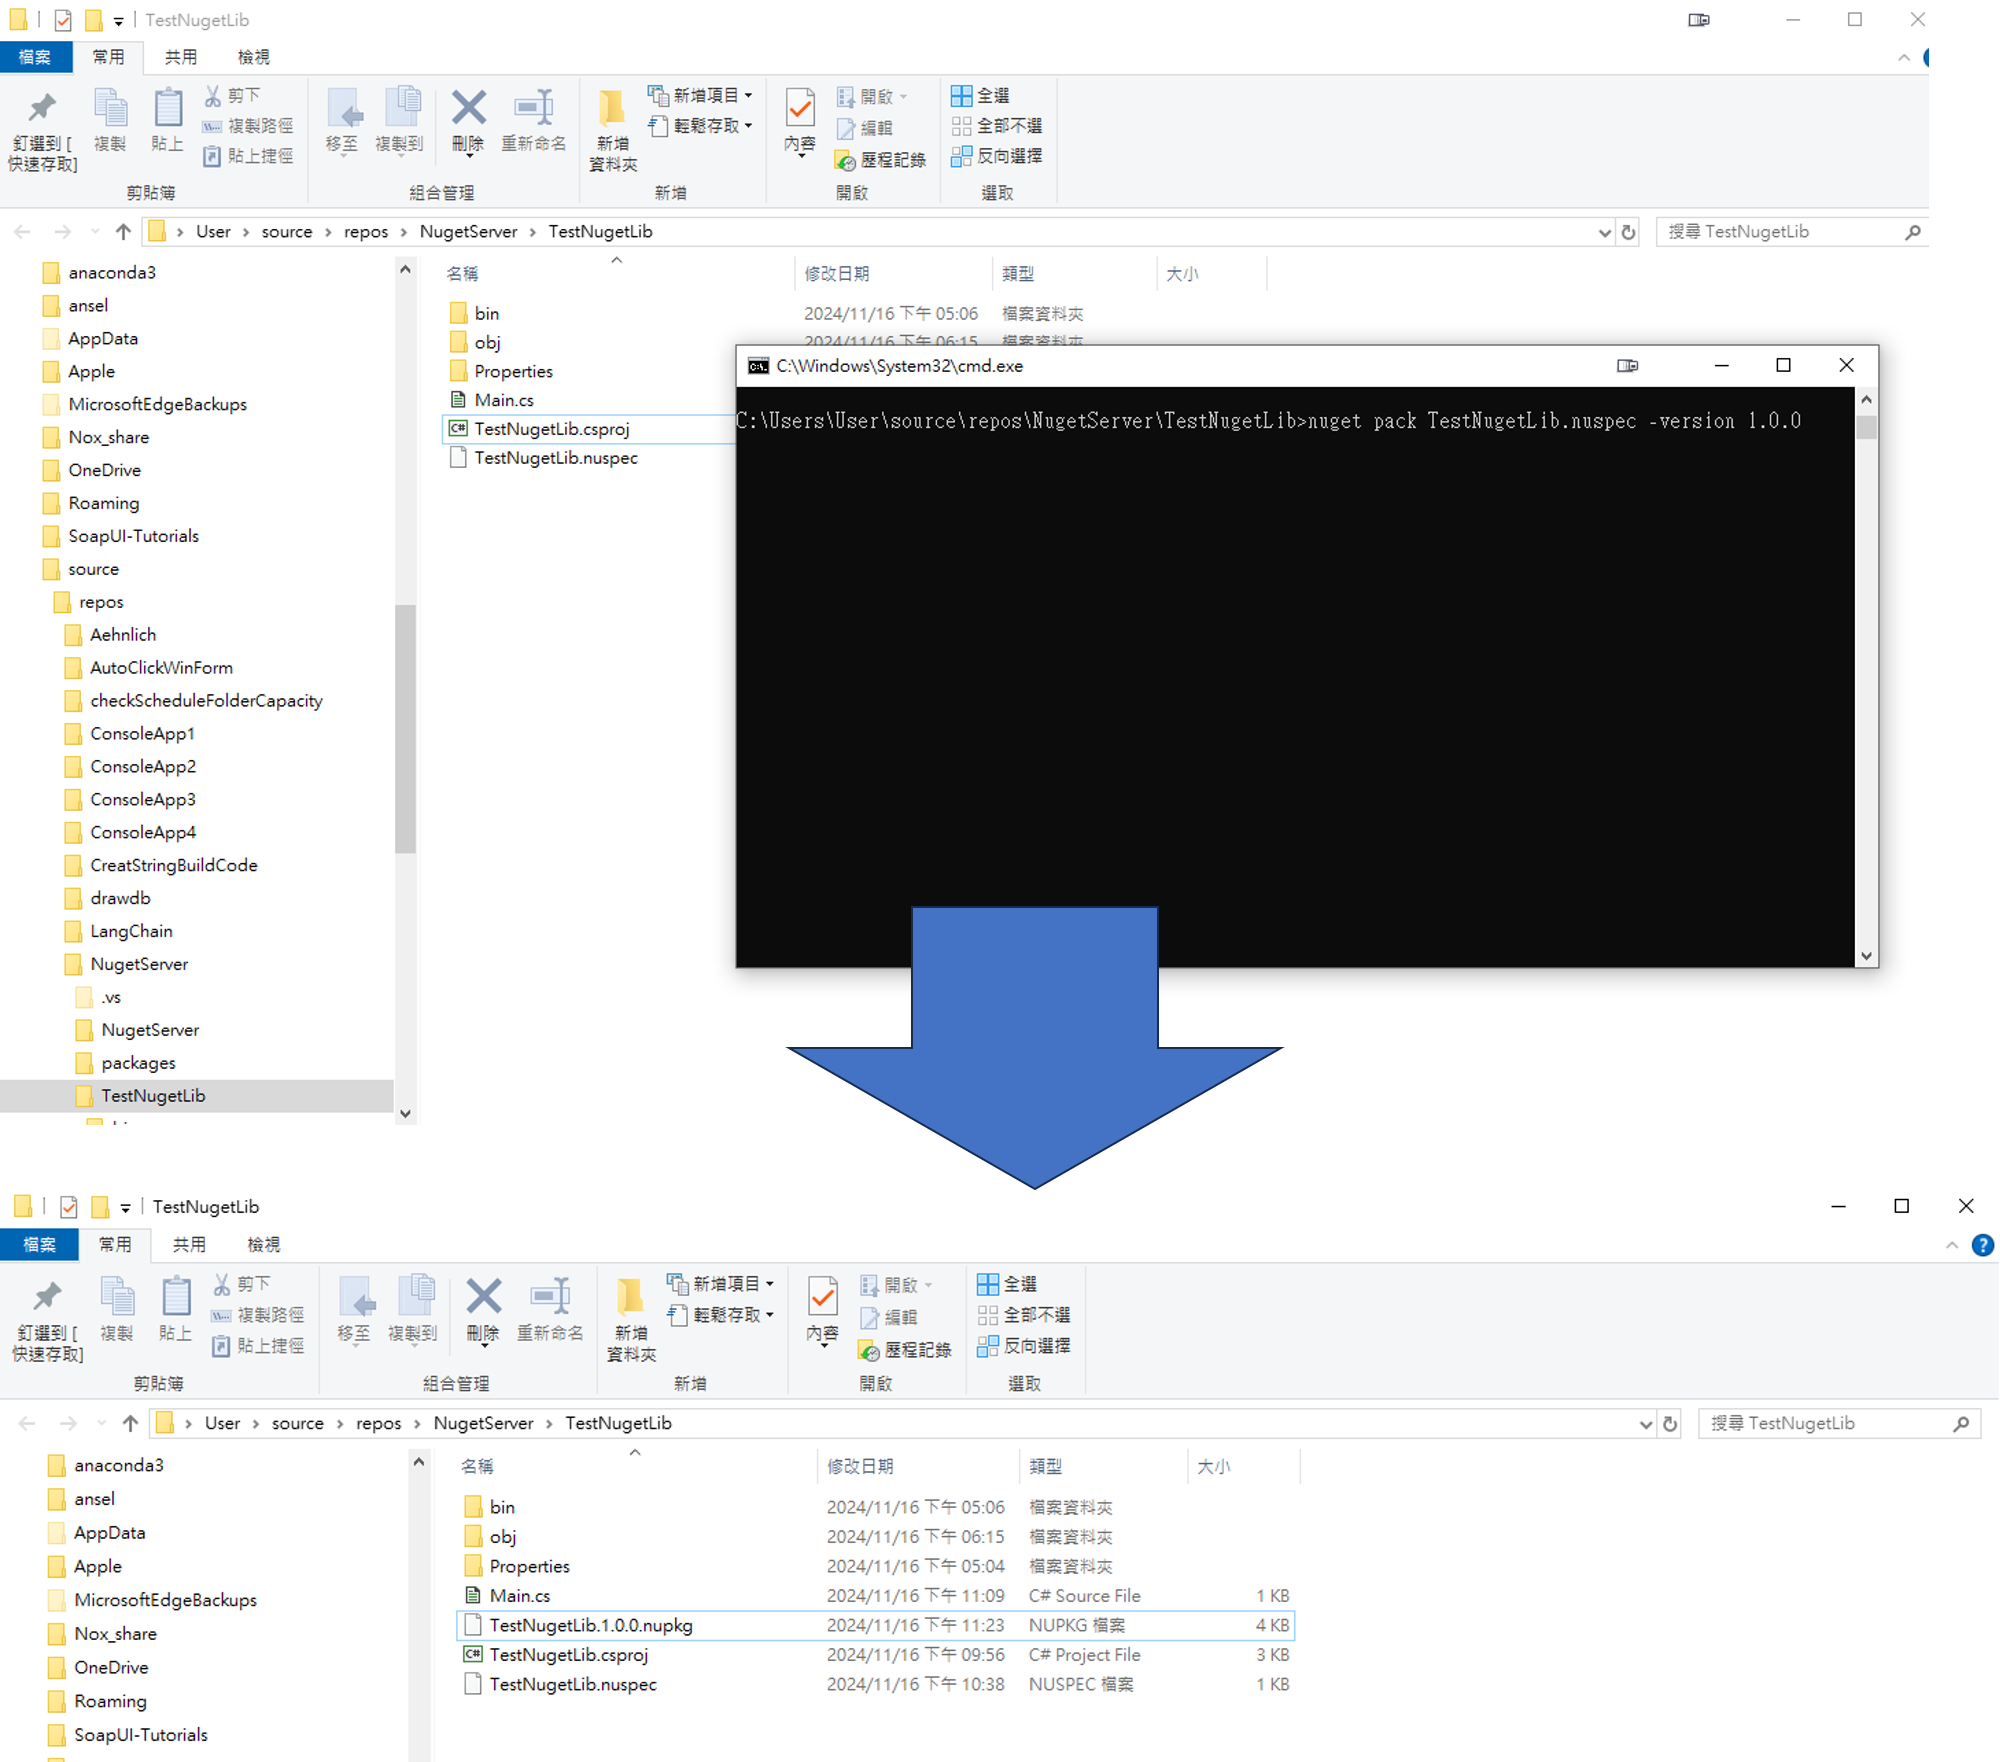 TestNugetLib
檔案 常用 共用 檢視
釘選到 [
快速存取]
複製
貼上
剪下
複製路徑
貼上捷徑
剪貼簿
移至
複製到
刪除
重新命名
組合管理
新增
資料夾
新增項目
輕鬆存取
新增
內容
開啟
編輯
歷程記錄
開啟
全選
全部不選
反向選擇
選取
User › source › repos › NugetServer › TestNugetLib
搜尋 TestNugetLib
anaconda3
ansel
AppData
Apple
MicrosoftEdgeBackups
Nox_share
OneDrive
Roaming
SoapUI-Tutorials
source
repos
Aehnlich
AutoClickWinForm
checkScheduleFolderCapacity
ConsoleApp1
ConsoleApp2
ConsoleApp3
ConsoleApp4
CreatStringBuildCode
drawdb
LangChain
NugetServer
.vs
NugetServer
packages
TestNugetLib
名稱 修改日期 類型 大小
bin 2024/11/16 下午 05:06 檔案資料夾
obj 2024/11/16 下午 06:15 檔案資料夾
Properties
Main.cs
TestNugetLib.csproj
TestNugetLib.nuspec
C:\Windows\System32\cmd.exe
C:\Users\User\source\repos\NugetServer\TestNugetLib>nuget pack TestNugetLib.nuspec -version 1.0.0
TestNugetLib
檔案 常用 共用 檢視
釘選到 [
快速存取]
複製
貼上
剪下
複製路徑
貼上捷徑
剪貼簿
移至
複製到
刪除
重新命名
組合管理
新增
資料夾
新增項目
輕鬆存取
新增
內容
開啟
編輯
歷程記錄
開啟
全選
全部不選
反向選擇
選取
User › source › repos › NugetServer › TestNugetLib
搜尋 TestNugetLib
anaconda3
ansel
AppData
Apple
MicrosoftEdgeBackups
Nox_share
OneDrive
Roaming
SoapUI-Tutorials
名稱 修改日期 類型 大小
bin 2024/11/16 下午 05:06 檔案資料夾
obj 2024/11/16 下午 06:15 檔案資料夾
Properties 2024/11/16 下午 05:04 檔案資料夾
Main.cs 2024/11/16 下午 11:09 C# Source File 1 KB
TestNugetLib.1.0.0.nupkg 2024/11/16 下午 11:23 NUPKG 檔案 4 KB
TestNugetLib.csproj 2024/11/16 下午 09:56 C# Project File 3 KB
TestNugetLib.nuspec 2024/11/16 下午 10:38 NUSPEC 檔案 1 KB